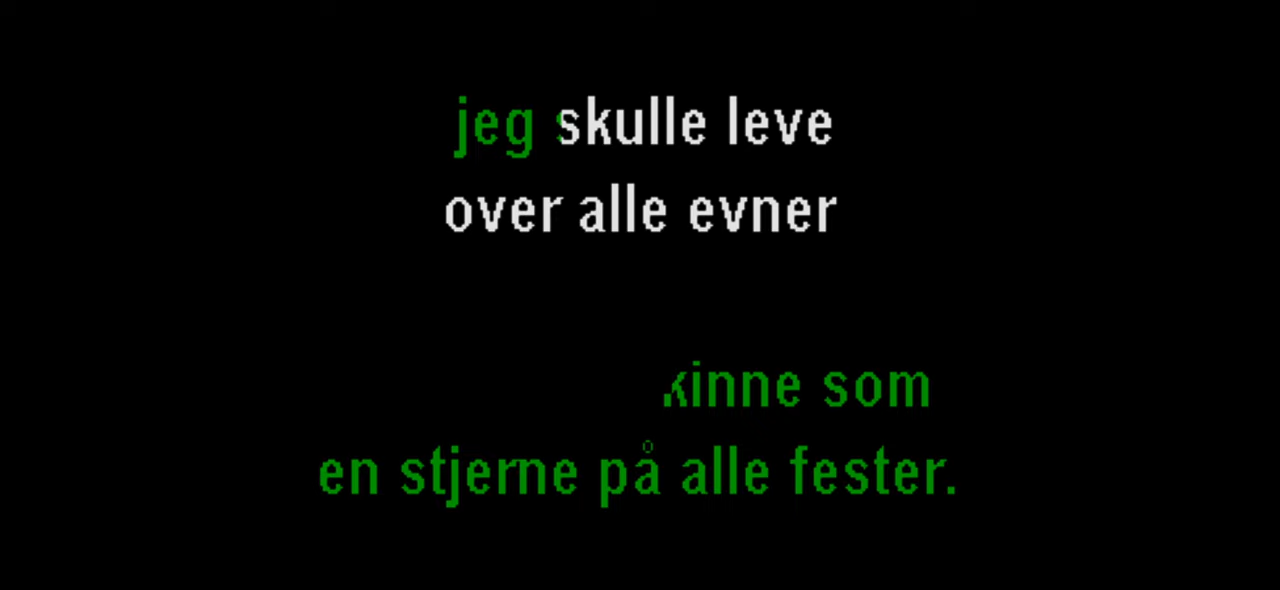 jeg skulle leve
over alle evner
kinne som
en stjerne på alle fester.